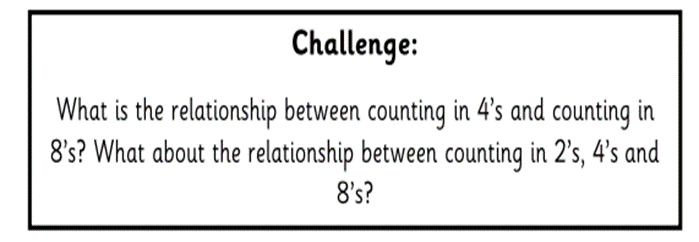 Challenge:
What is the relationship between counting in 4's and counting in
8's? What about the relationship between counting in 2's, 4's and
8's?